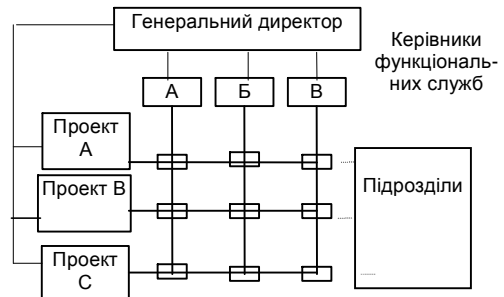 Генеральний директор
Керівники
функціональ-
них служб
А
Б
В
Проект
А
Проект В
Підрозділи
Проект
С